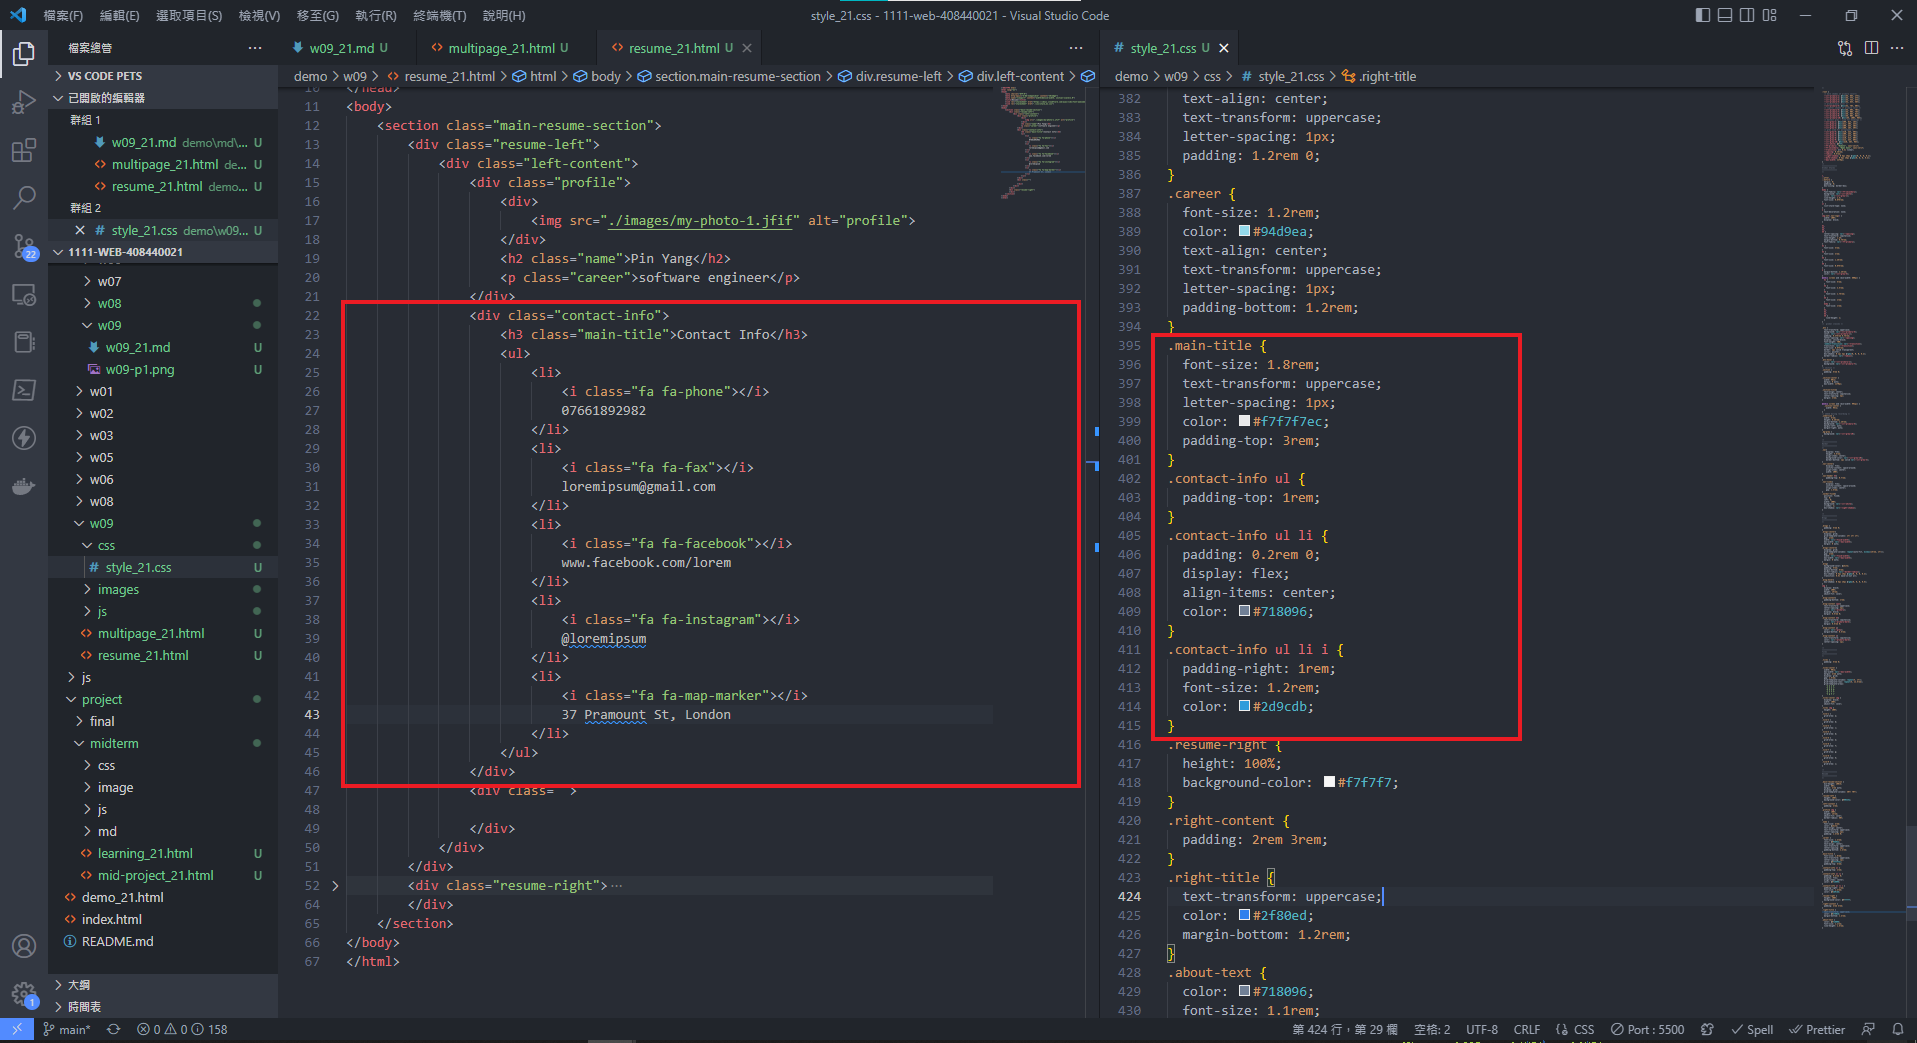 檔案(F) 編輯(E) 選取項目(S) 檢視(V) 移至(G) 執行(R) 終端機(T) 說明(H)
style_21.css - 1111-web-408440021 - Visual Studio Code
檔案總管
VS CODE PETS
已開啟的編輯器
群組 1
w09_21.md demo\md\... U
multipage_21.html de... U
resume_21.html demo... U
群組 2
style_21.css demo\w09... U
1111-WEB-408440021
w07
w08
w09
w09_21.md U
w09-p1.png U
w01
w02
w03
w05
w06
w08
w09
css
style_21.css U
images
js
multipage_21.html U
resume_21.html U
js
project
final
midterm
css
image
js
md
learning_21.html U
mid-project_21.html U
demo_21.html
index.html
README.md
大綱
時間表
22
1
w09_21.md U
multipage_21.html U
resume_21.html U
demo > w09 > resume_21.html > html > body > section.main-resume-section > div.resume-left > div.left-content >
10 </head>
11 <body>
12 <section class="main-resume-section">
13 <div class="resume-left">
14 <div class="left-content">
15 <div class="profile">
16 <div>
17 <img src="./images/my-photo-1.jfif" alt="profile">
18 </div>
19 <h2 class="name">Pin Yang</h2>
20 <p class="career">software engineer</p>
21 </div>
22 <div class="contact-info">
23 <h3 class="main-title">Contact Info</h3>
24 <ul>
25 <li>
26 <i class="fa fa-phone"></i>
27 07661892982
28 </li>
29 <li>
30 <i class="fa fa-fax"></i>
31 loremipsum@gmail.com
32 </li>
33 <li>
34 <i class="fa fa-facebook"></i>
35 www.facebook.com/lorem
36 </li>
37 <li>
38 <i class="fa fa-instagram"></i>
39 @loremipsum
40 </li>
41 <li>
42 <i class="fa fa-map-marker"></i>
43 37 Pramount St, London
44 </li>
45 </ul>
46 </div>
47 <div class=" ">
48
49 </div>
50 </div>
51 </div>
52 <div class="resume-right">…
64 </div>
65 </section>
66 </body>
67 </html>
style_21.css U
demo > w09 > css > style_21.css > .right-title
382 text-align: center;
383 text-transform: uppercase;
384 letter-spacing: 1px;
385 padding: 1.2rem 0;
386 }
387 .career {
388 font-size: 1.2rem;
389 color: #94d9ea;
390 text-align: center;
391 text-transform: uppercase;
392 letter-spacing: 1px;
393 padding-bottom: 1.2rem;
394 }
395 .main-title {
396 font-size: 1.8rem;
397 text-transform: uppercase;
398 letter-spacing: 1px;
399 color: #f7f7f7ec;
400 padding-top: 3rem;
401 }
402 .contact-info ul {
403 padding-top: 1rem;
404 }
405 .contact-info ul li {
406 padding: 0.2rem 0;
407 display: flex;
408 align-items: center;
409 color: #718096;
410 }
411 .contact-info ul li i {
412 padding-right: 1rem;
413 font-size: 1.2rem;
414 color: #2d9cdb;
415 }
416 .resume-right {
417 height: 100%;
418 background-color: #f7f7f7;
419 }
420 .right-content {
421 padding: 2rem 3rem;
422 }
423 .right-title {
424 text-transform: uppercase;
425 color: #2f80ed;
426 margin-bottom: 1.2rem;
427 }
428 .about-text {
429 color: #718096;
430 font-size: 1.1rem;
main* 0 0 158
第 424 行，第 29 欄 空格: 2 UTF-8 CRLF CSS Port : 5500 Spell Prettier